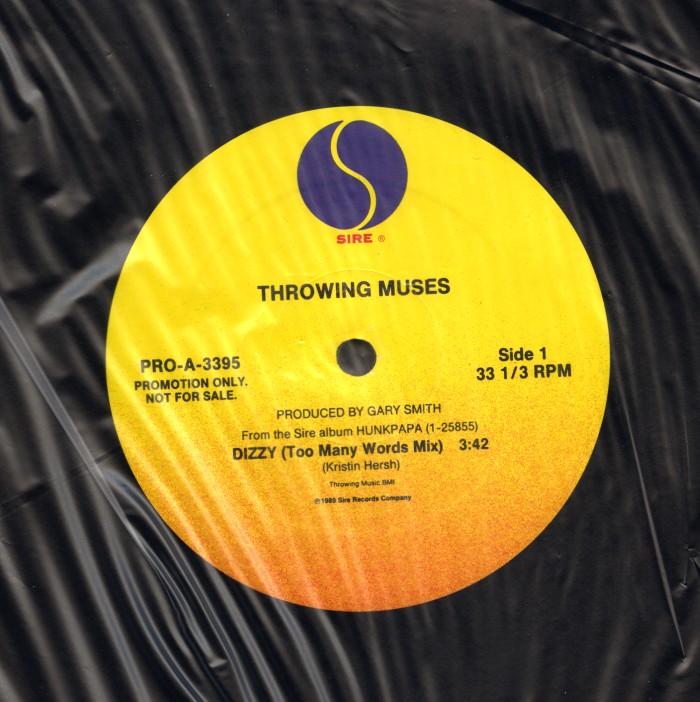 SIRE ®
THROWING MUSES
PRO-A-3395
PROMOTION ONLY.
NOT FOR SALE.
Side 1
33 1/3 RPM
PRODUCED BY GARY SMITH
From the Sire album HUNKPAPA (1-25855)
DIZZY (Too Many Words Mix) 3:42
(Kristin Hersh)
Throwing Music BMI
℗1989 Sire Records Company